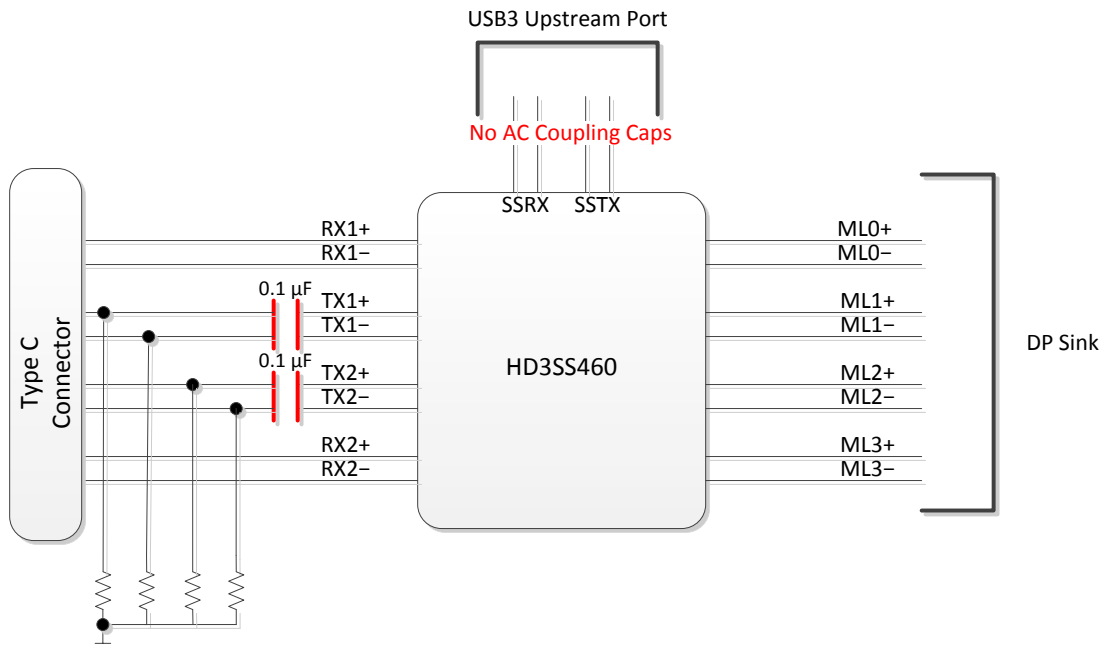 USB3 Upstream Port
No AC Coupling Caps
SSRX SSTX
Type C
Connector
RX1+
RX1−
0.1 µF
TX1+
TX1−
0.1 µF
TX2+
TX2−
RX2+
RX2−
HD3SS460
ML0+
ML0−
ML1+
ML1−
ML2+
ML2−
ML3+
ML3−
DP Sink